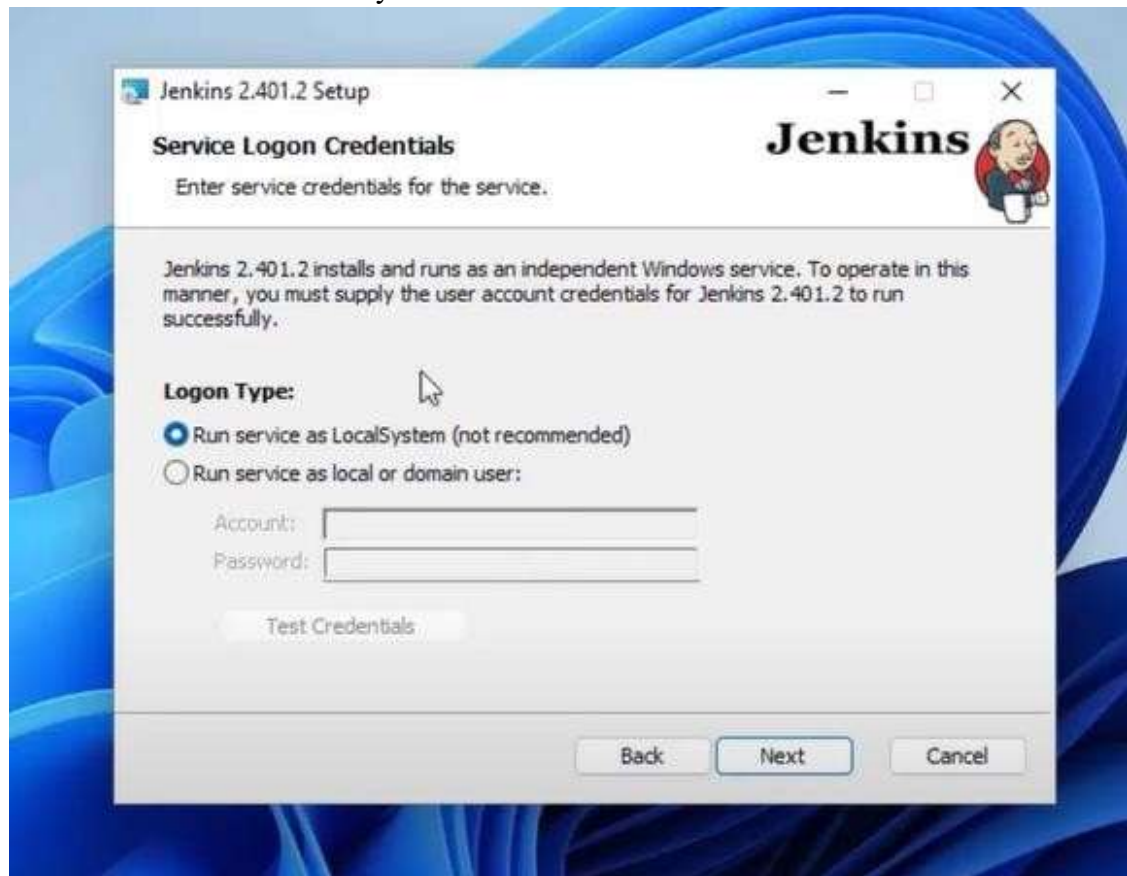 Jenkins 2.401.2 Setup
Service Logon Credentials
Jenkins
Enter service credentials for the service.
Jenkins 2.401.2 installs and runs as an independent Windows service. To operate in this
manner, you must supply the user account credentials for Jenkins 2.401.2 to run
successfully.
Logon Type:
Run service as LocalSystem (not recommended)
Run service as local or domain user:
Account:
Password:
Test Credentials
Back Next Cancel